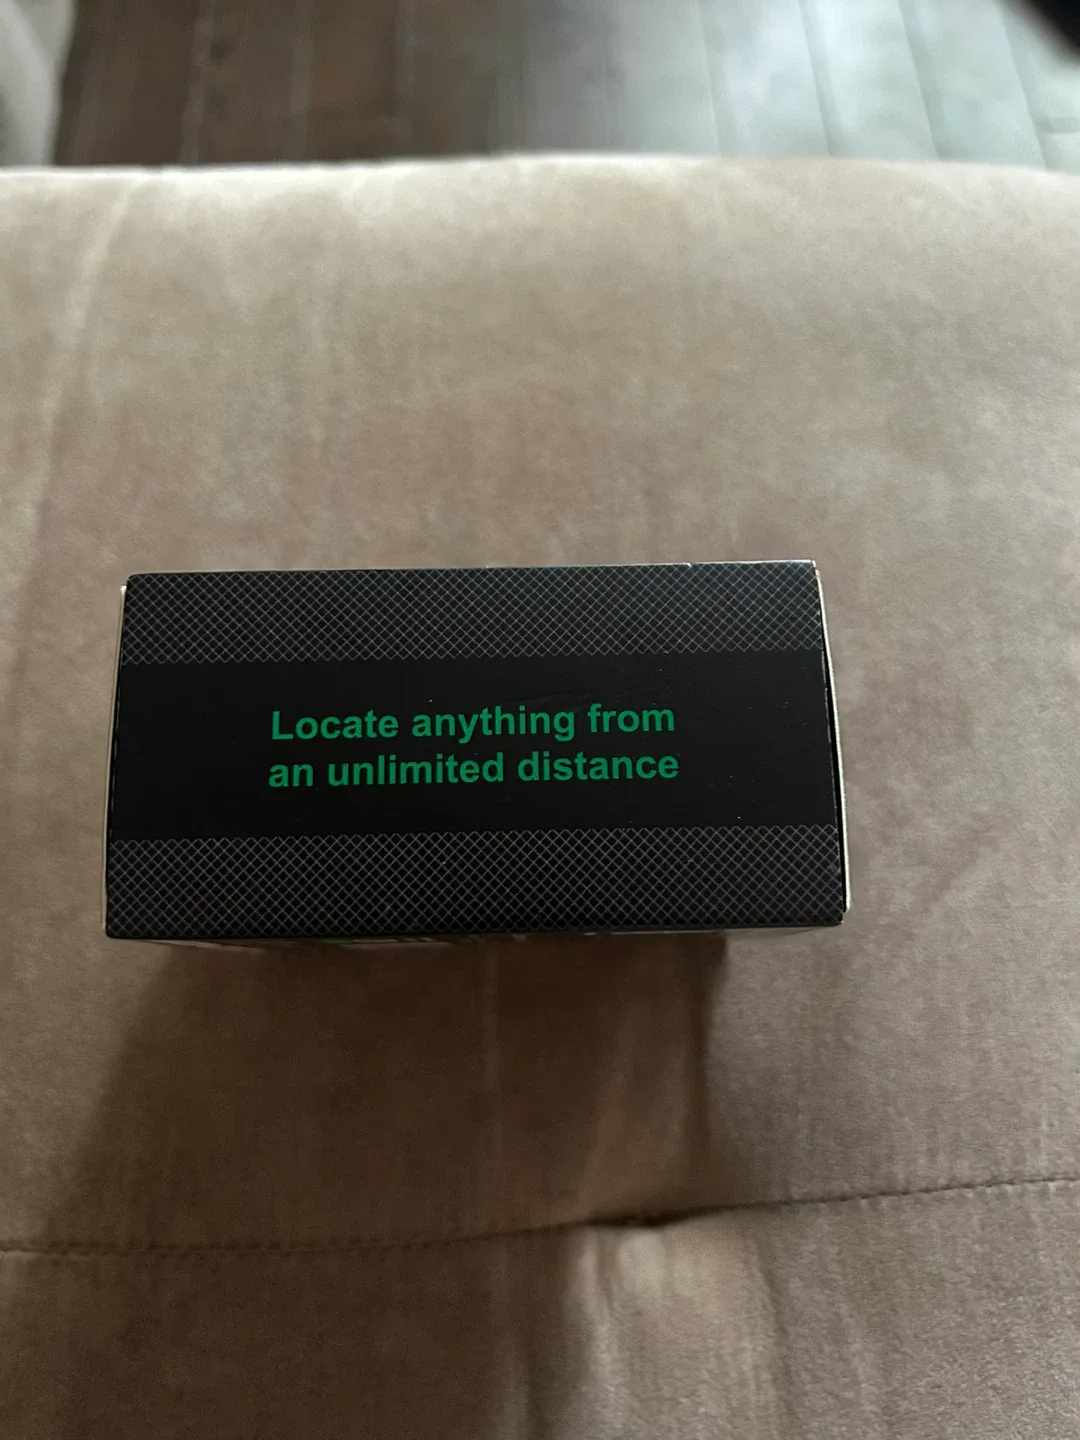 Locate anything from
an unlimited distance